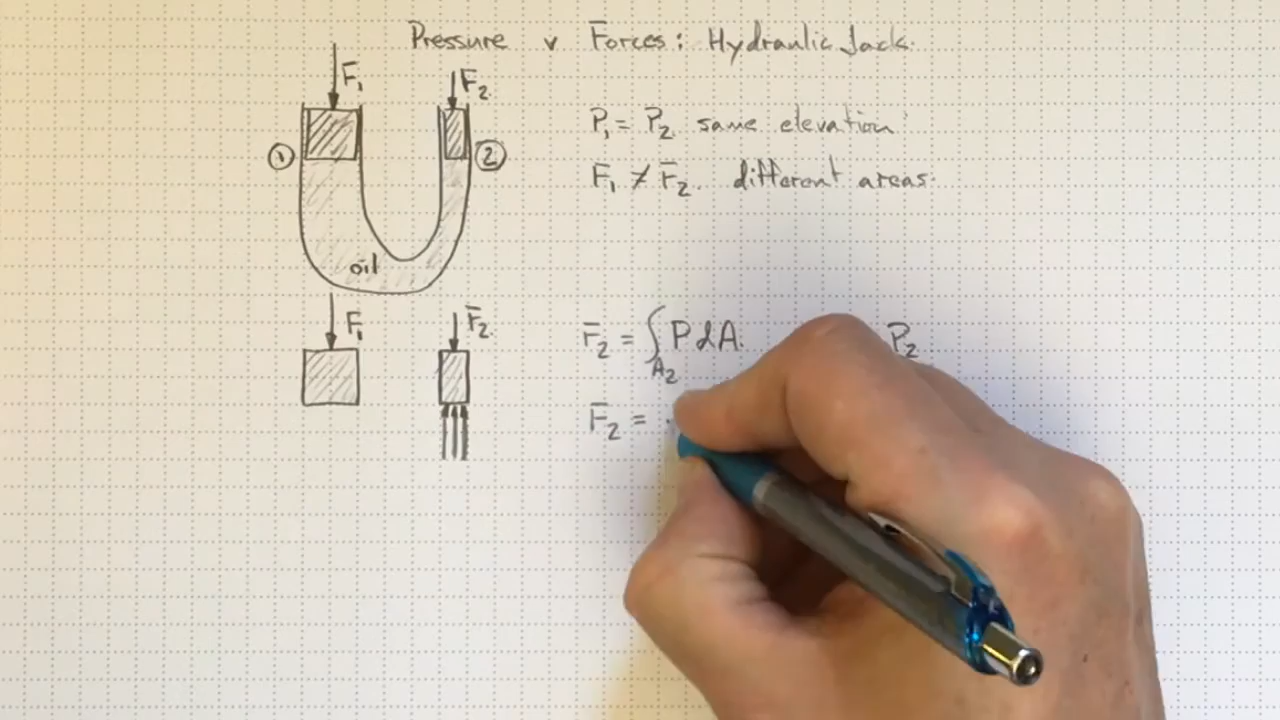 Pressure v Forces: Hydraulic Jack.
F₁
F₂
P₁ = P₂ same elevation
① ②
F₁ ≠ F₂. different areas.
oil
F₁
F₂
F₂ = ∫_A₂ P dA. P₂
F₂ =